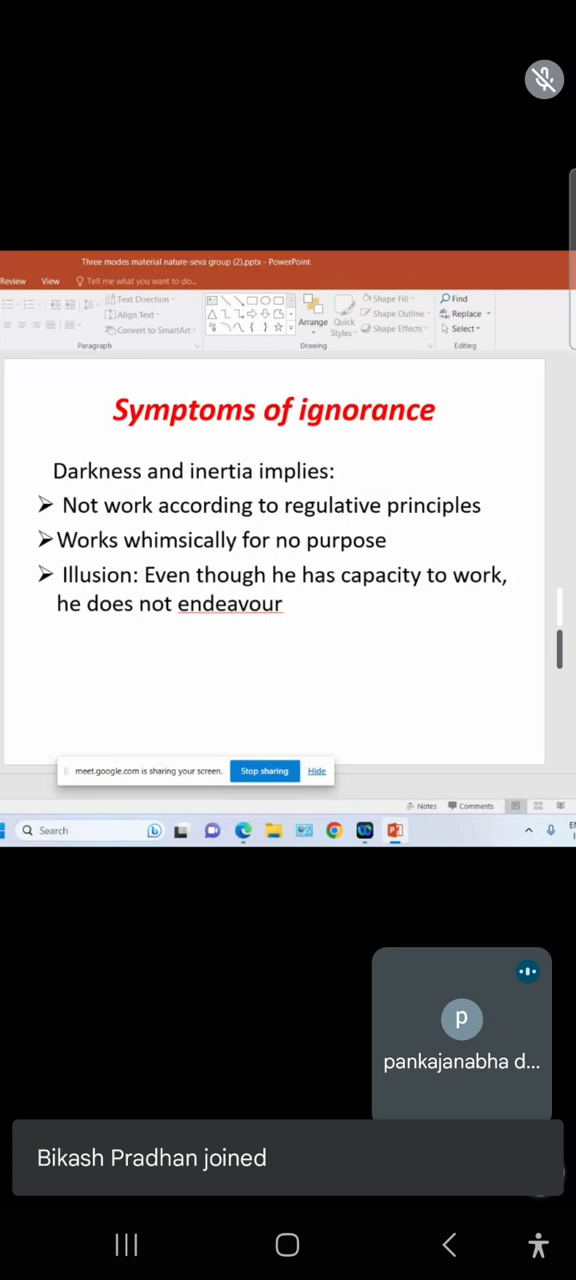 Three modes material nature-seva group (2).pptx - PowerPoint
Review View Tell me what you want to do...
Text Direction
Align Text
Convert to SmartArt
Paragraph
Arrange
Quick
Styles
Shape Fill
Shape Outline
Shape Effects
Drawing
Find
Replace
Select
Editing
Symptoms of ignorance
Darkness and inertia implies:
➢ Not work according to regulative principles
➢ Works whimsically for no purpose
➢ Illusion: Even though he has capacity to work,
he does not endeavour
meet.google.com is sharing your screen. Stop sharing Hide
Notes Comments
Search
p
pankajanabha d...
Bikash Pradhan joined